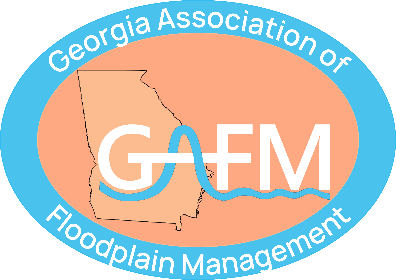 Georgia Association of
GAFM
Floodplain Management